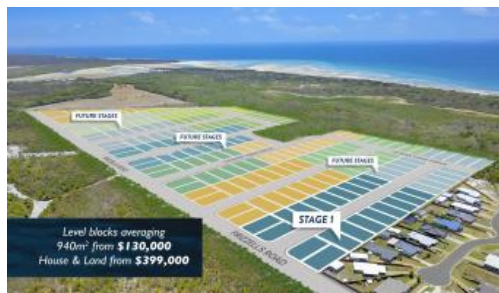 FUTURE STAGES
FUTURE STAGES
FUTURE STAGES
STAGE 1
Level blocks averaging
940m² from $130,000
House & Land from $399,000